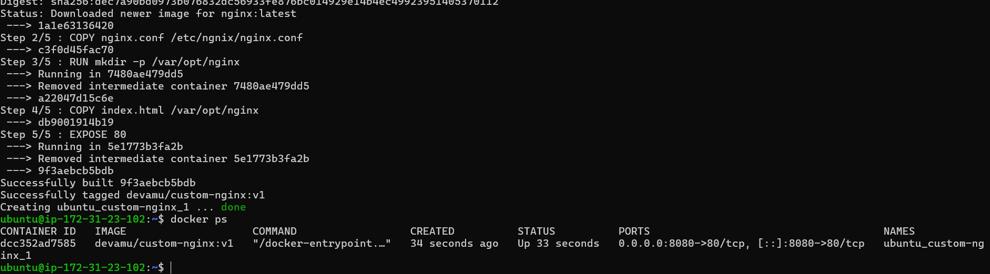 Digest: sha256:dec7a90bd0973b076832dc56933fe876bc014929e14b4ec49923951405370112
Status: Downloaded newer image for nginx:latest
 ---> 1a1e63136420
Step 2/5 : COPY nginx.conf /etc/ngnix/nginx.conf
 ---> c3f0d45fac70
Step 3/5 : RUN mkdir -p /var/opt/nginx
 ---> Running in 7480ae479dd5
 ---> Removed intermediate container 7480ae479dd5
 ---> a22047d15c6e
Step 4/5 : COPY index.html /var/opt/nginx
 ---> db9001914b19
Step 5/5 : EXPOSE 80
 ---> Running in 5e1773b3fa2b
 ---> Removed intermediate container 5e1773b3fa2b
 ---> 9f3aebcb5bdb
Successfully built 9f3aebcb5bdb
Successfully tagged devamu/custom-nginx:v1
Creating ubuntu_custom-nginx_1 ... done
ubuntu@ip-172-31-23-102:~$ docker ps
CONTAINER ID   IMAGE                    COMMAND                  CREATED          STATUS          PORTS                                     NAMES
dcc352ad7585   devamu/custom-nginx:v1   "/docker-entrypoint.…"   34 seconds ago   Up 33 seconds   0.0.0.0:8080->80/tcp, [::]:8080->80/tcp   ubuntu_custom-ng
inx_1
ubuntu@ip-172-31-23-102:~$